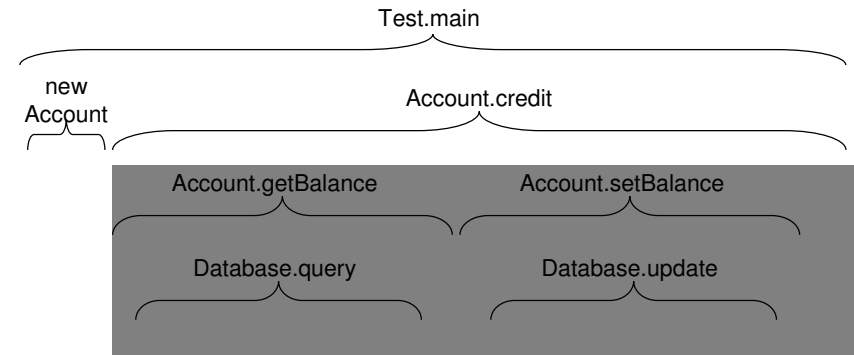 Test.main
new
Account
Account.credit
Account.getBalance
Account.setBalance
Database.query
Database.update